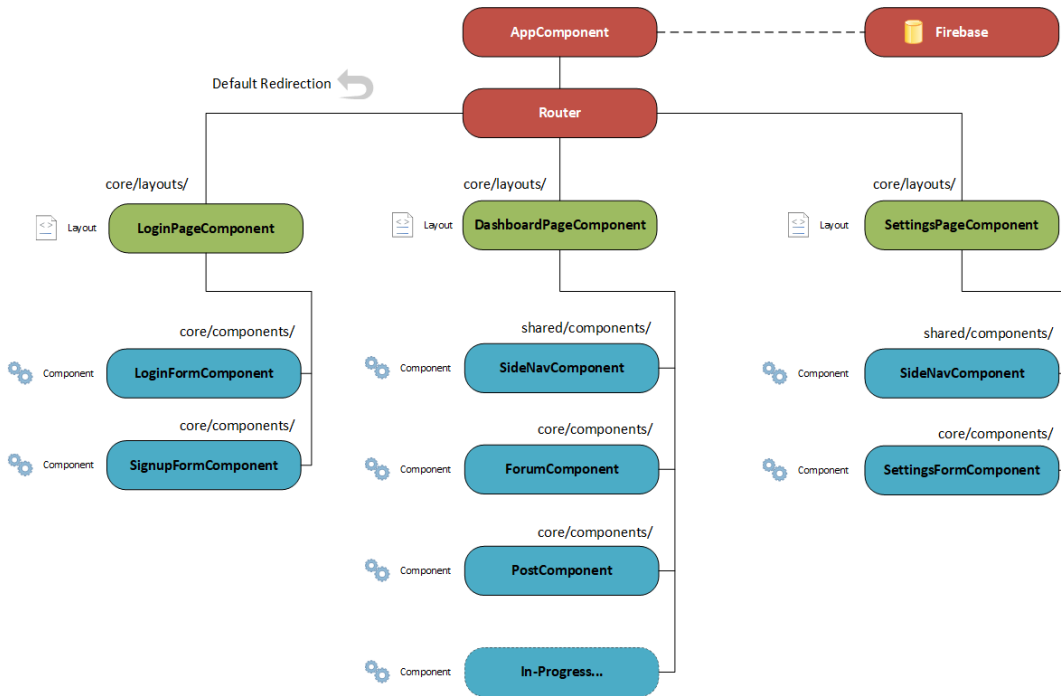 AppComponent
Firebase
Default Redirection
Router
core/layouts/
core/layouts/
core/layouts/
Layout
LoginPageComponent
Layout
DashboardPageComponent
Layout
SettingsPageComponent
core/components/
shared/components/
shared/components/
Component
LoginFormComponent
Component
SideNavComponent
Component
SideNavComponent
core/components/
core/components/
core/components/
Component
SignupFormComponent
Component
ForumComponent
Component
SettingsFormComponent
core/components/
Component
PostComponent
Component
In-Progress...